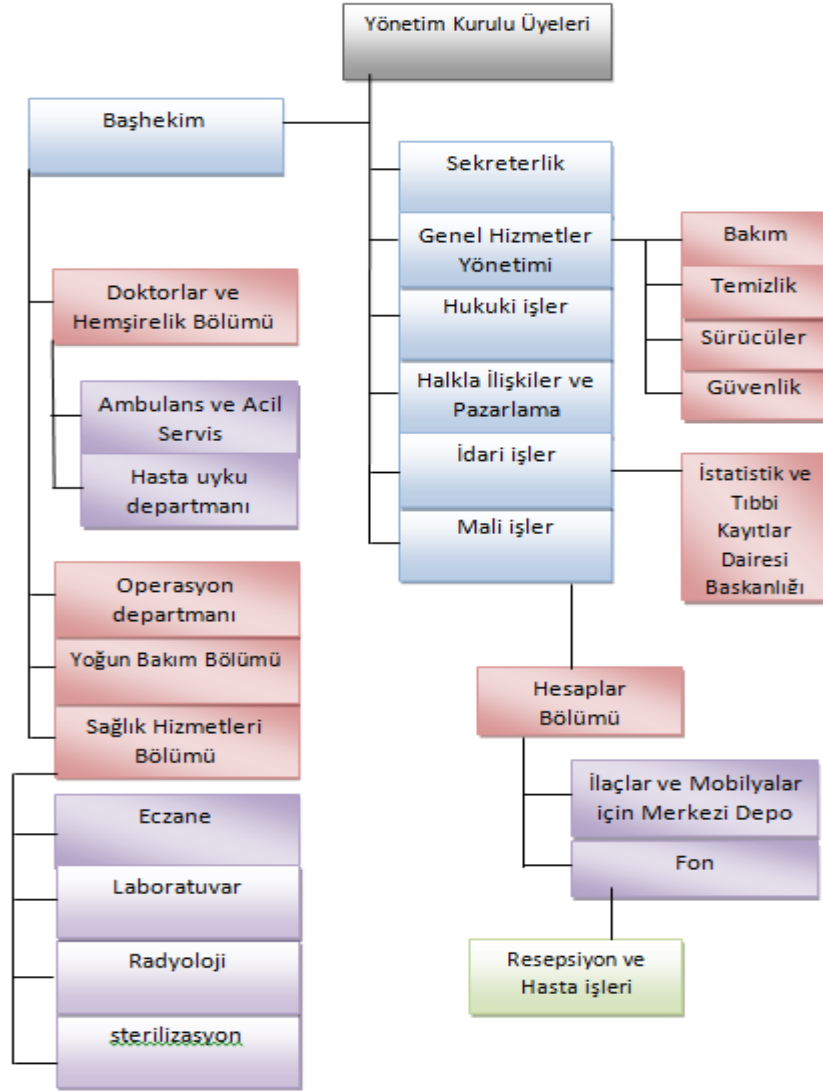 Yönetim Kurulu Üyeleri
Başhekim
Sekreterlik
Genel Hizmetler
Yönetimi
Hukuki işler
Halkla İlişkiler ve
Pazarlama
İdari işler
Mali işler
Bakım
Temizlik
Sürücüler
Güvenlik
İstatistik ve
Tıbbi
Kayıtlar
Dairesi
Baskanlığı
Doktorlar ve
Hemşirelik Bölümü
Ambulans ve Acil
Servis
Hasta uyku
departmanı
Operasyon
departmanı
Yoğun Bakım Bölümü
Sağlık Hizmetleri
Bölümü
Eczane
Laboratuvar
Radyoloji
sterilizasyon
Hesaplar
Bölümü
İlaçlar ve Mobilyalar
için Merkezi Depo
Fon
Resepsiyon ve
Hasta işleri